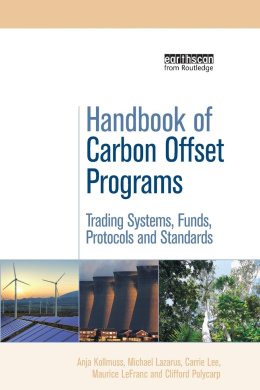 earthscan
from Routledge
Handbook of
Carbon Offset
Programs
Trading Systems, Funds,
Protocols and Standards
Anja Kollmuss, Michael Lazarus, Carrie Lee,
Maurice LeFranc and Clifford Polycarp